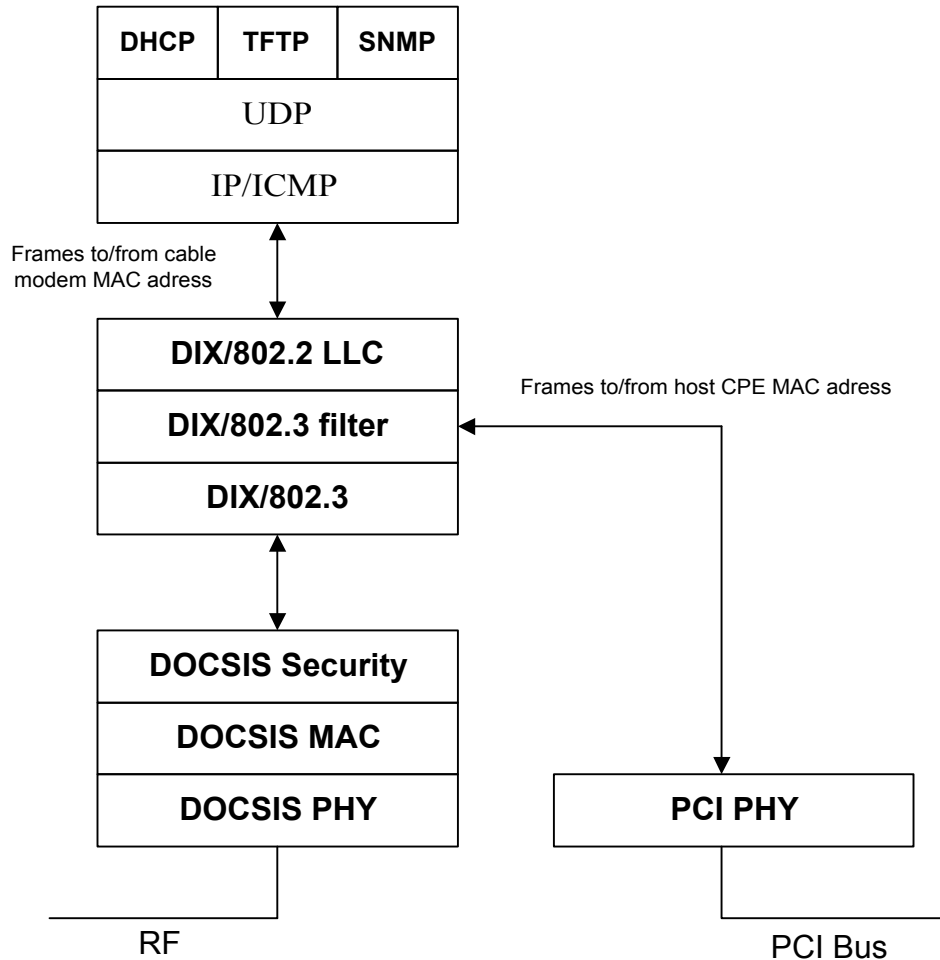 DHCP TFTP SNMP
UDP
IP/ICMP
Frames to/from cable
modem MAC adress
DIX/802.2 LLC
Frames to/from host CPE MAC adress
DIX/802.3 filter
DIX/802.3
DOCSIS Security
DOCSIS MAC
DOCSIS PHY
PCI PHY
RF
PCI Bus